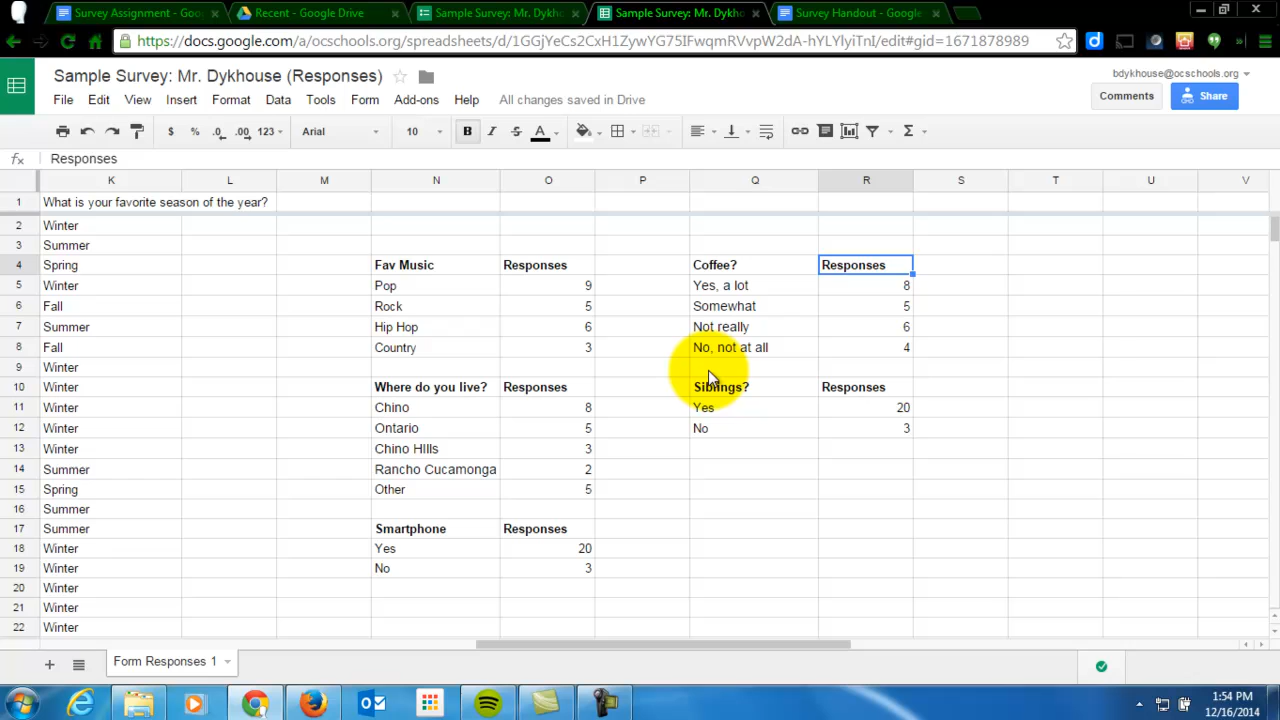 Survey Assignment - Goo
Recent - Google Drive
Sample Survey: Mr. Dykho
Sample Survey: Mr. Dykho
Survey Handout - Google
https://docs.google.com/a/ocschools.org/spreadsheets/d/1GGjYeCs2CxH1ZywYG75IFwqmRVvpW2dA-hYLYlyiTnI/edit#gid=1671878989
Sample Survey: Mr. Dykhouse (Responses)
bdykhouse@ocschools.org
File Edit View Insert Format Data Tools Form Add-ons Help All changes saved in Drive
Comments Share
$ % .0 .00 123 Arial 10 B I S A Σ
fx Responses
K L M N O P Q R S T U V
1 What is your favorite season of the year?
2 Winter
3 Summer
4 Spring Fav Music Responses Coffee? Responses
5 Winter Pop 9 Yes, a lot 8
6 Fall Rock 5 Somewhat 5
7 Summer Hip Hop 6 Not really 6
8 Fall Country 3 No, not at all 4
9 Winter
10 Winter Where do you live? Responses Siblings? Responses
11 Winter Chino 8 Yes 20
12 Winter Ontario 5 No 3
13 Winter Chino HIlls 3
14 Summer Rancho Cucamonga 2
15 Spring Other 5
16 Summer
17 Summer Smartphone Responses
18 Winter Yes 20
19 Winter No 3
20 Winter
21 Winter
22 Winter
Form Responses 1
1:54 PM
12/16/2014